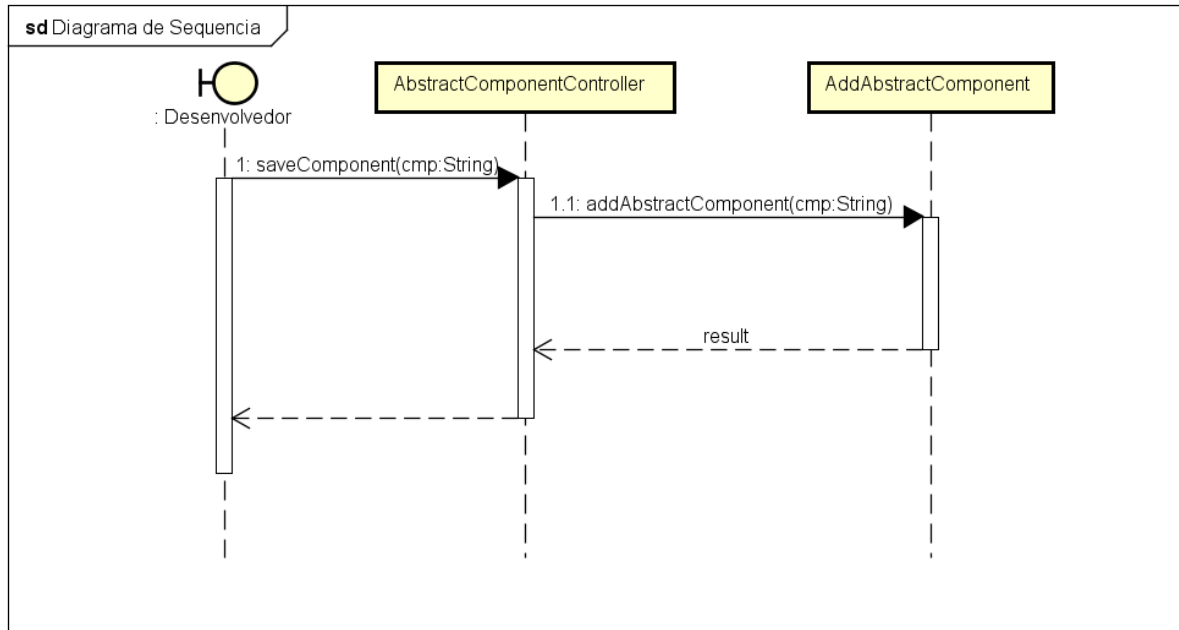 sd Diagrama de Sequencia
: Desenvolvedor
AbstractComponentController
AddAbstractComponent
1: saveComponent(cmp:String)
1.1: addAbstractComponent(cmp:String)
result